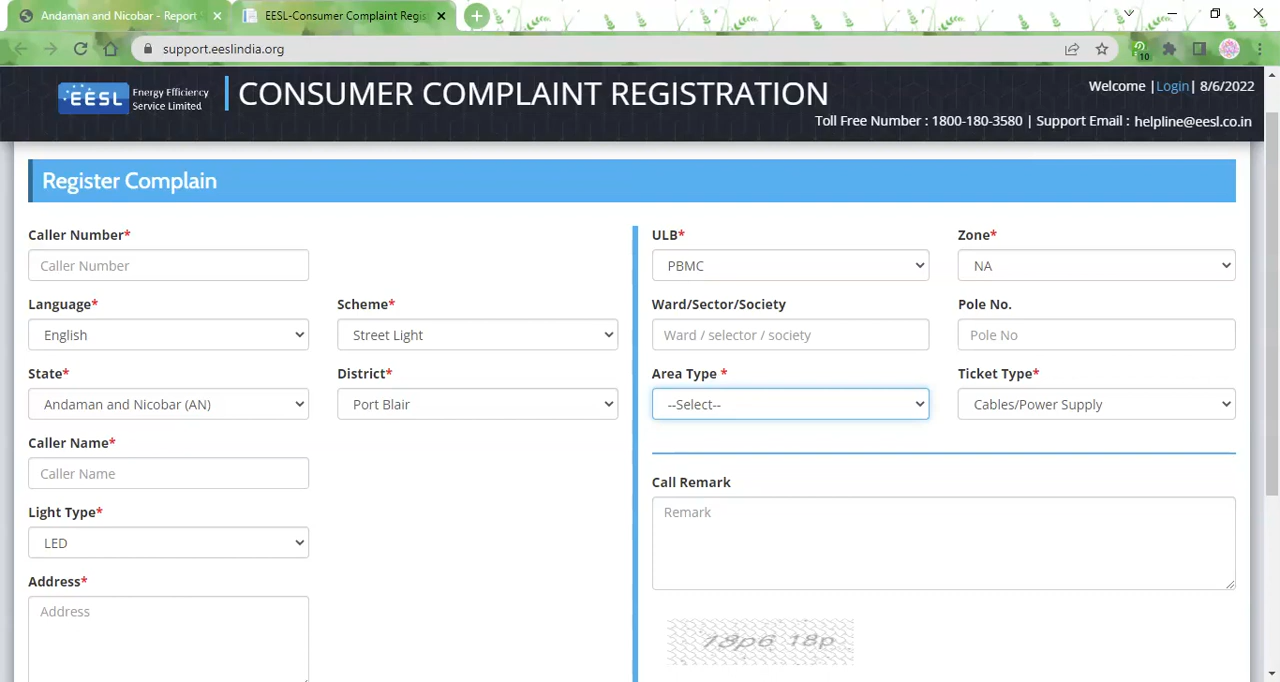 Andaman and Nicobar - Report
EESL-Consumer Complaint Regis
support.eeslindia.org
10
EESL
Energy Efficiency
Service Limited
CONSUMER COMPLAINT REGISTRATION
Welcome |Login| 8/6/2022
Toll Free Number : 1800-180-3580 | Support Email : helpline@eesl.co.in
Register Complain
Caller Number*
Caller Number
Language*
English
Scheme*
Street Light
State*
Andaman and Nicobar (AN)
District*
Port Blair
Caller Name*
Caller Name
Light Type*
LED
Address*
Address
ULB*
PBMC
Zone*
NA
Ward/Sector/Society
Ward / selector / society
Pole No.
Pole No
Area Type *
--Select--
Ticket Type*
Cables/Power Supply
Call Remark
Remark